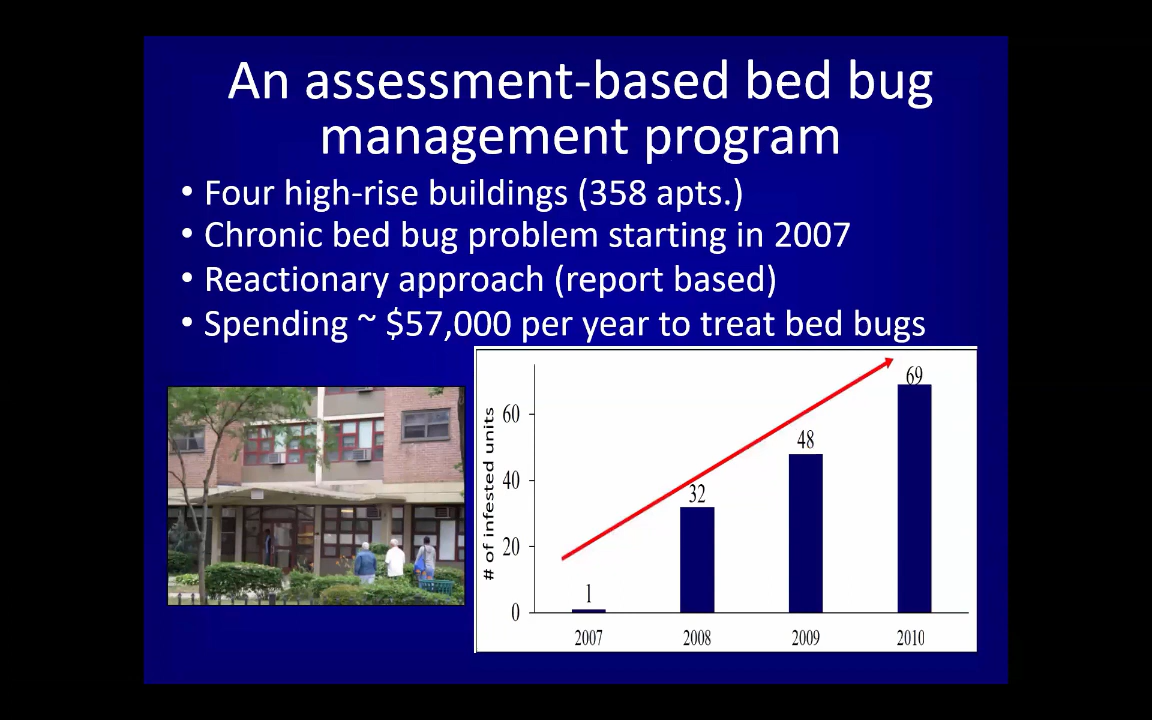 An assessment-based bed bug
management program
• Four high-rise buildings (358 apts.)
• Chronic bed bug problem starting in 2007
• Reactionary approach (report based)
• Spending ~ $57,000 per year to treat bed bugs
# of infested units
60
40
20
0
1
32
48
69
2007 2008 2009 2010